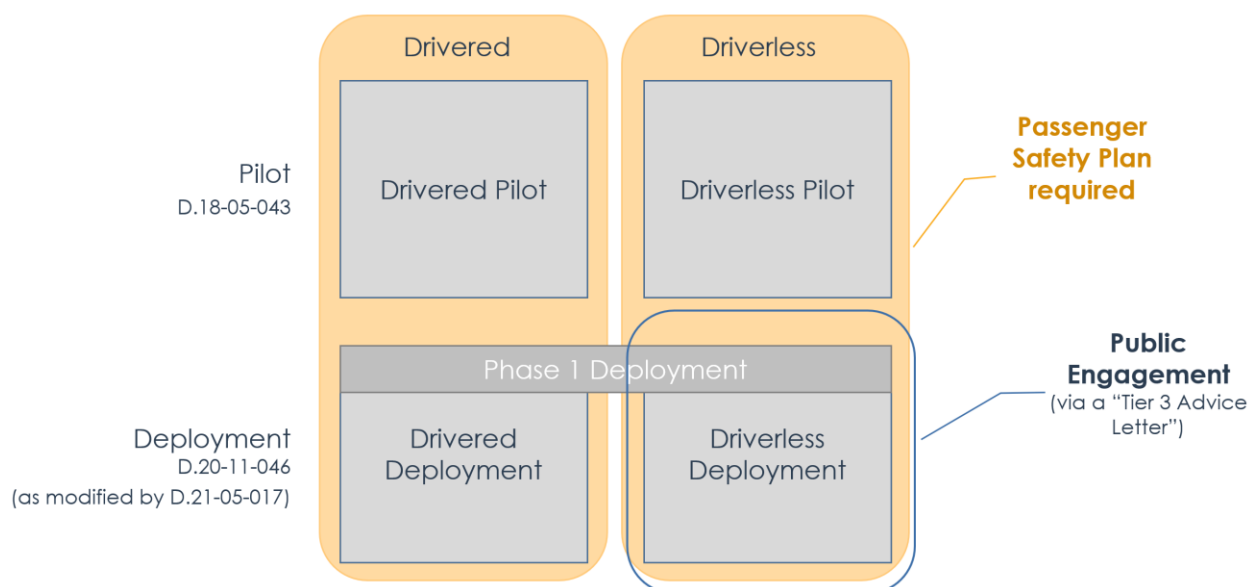 Drivered
Driverless
Pilot
D.18-05-043
Drivered Pilot
Driverless Pilot
Passenger
Safety Plan
required
Phase 1 Deployment
Deployment
D.20-11-046
(as modified by D.21-05-017)
Drivered
Deployment
Driverless
Deployment
Public
Engagement
(via a “Tier 3 Advice
Letter”)